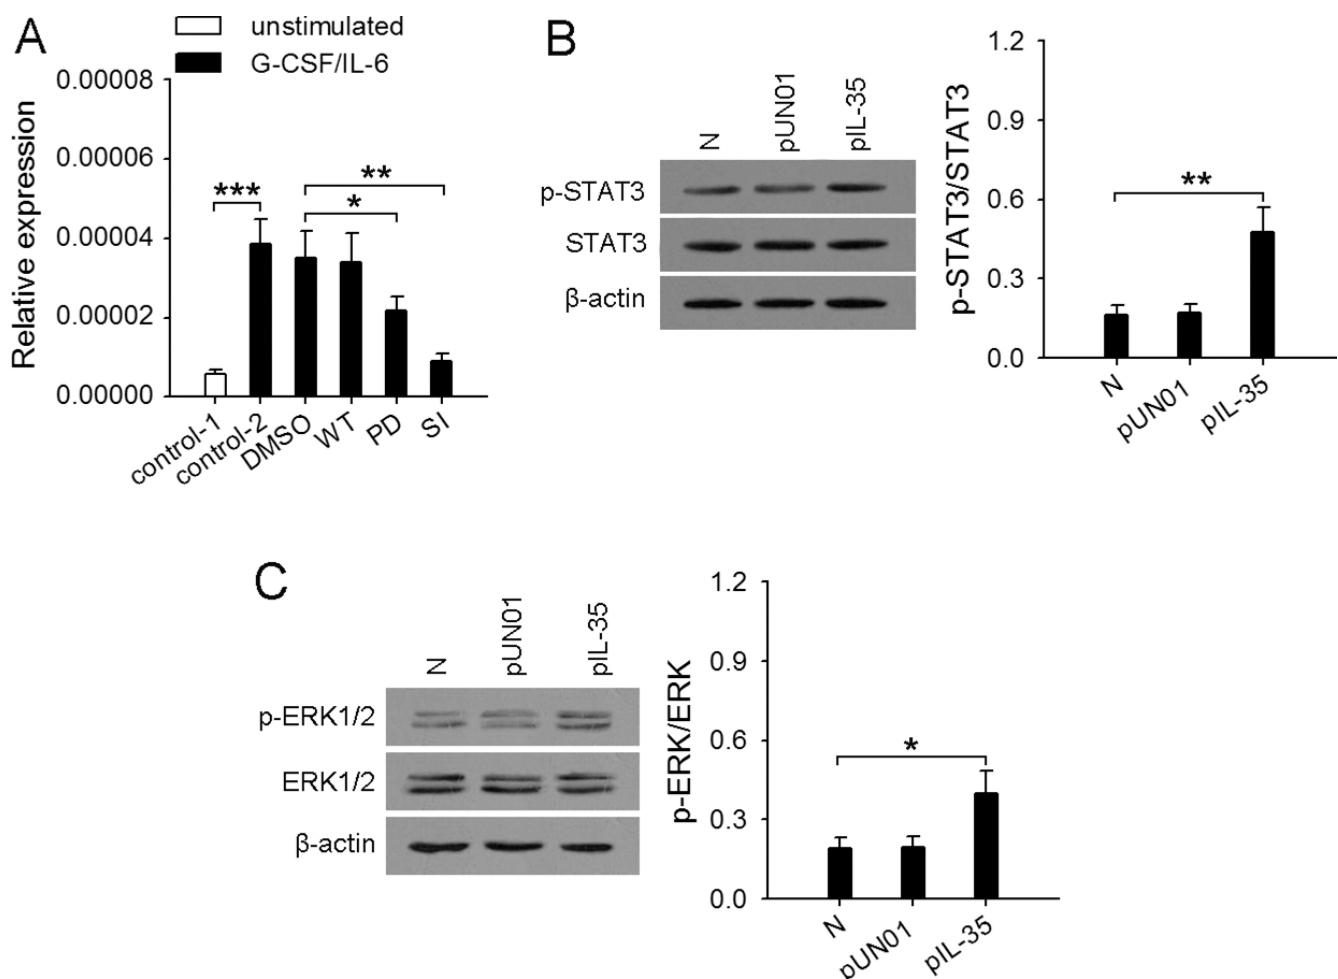 A
unstimulated
G-CSF/IL-6
Relative expression
0.00008
0.00006
0.00004
0.00002
0.00000
***
**
*
control-1
control-2
DMSO
WT
PD
SI
B
N
pUN01
pIL-35
p-STAT3
STAT3
β-actin
p-STAT3/STAT3
1.2
0.9
0.6
0.3
0.0
**
N
pUN01
pIL-35
C
N
pUN01
pIL-35
p-ERK1/2
ERK1/2
β-actin
p-ERK/ERK
1.2
0.9
0.6
0.3
0.0
*
N
pUN01
pIL-35